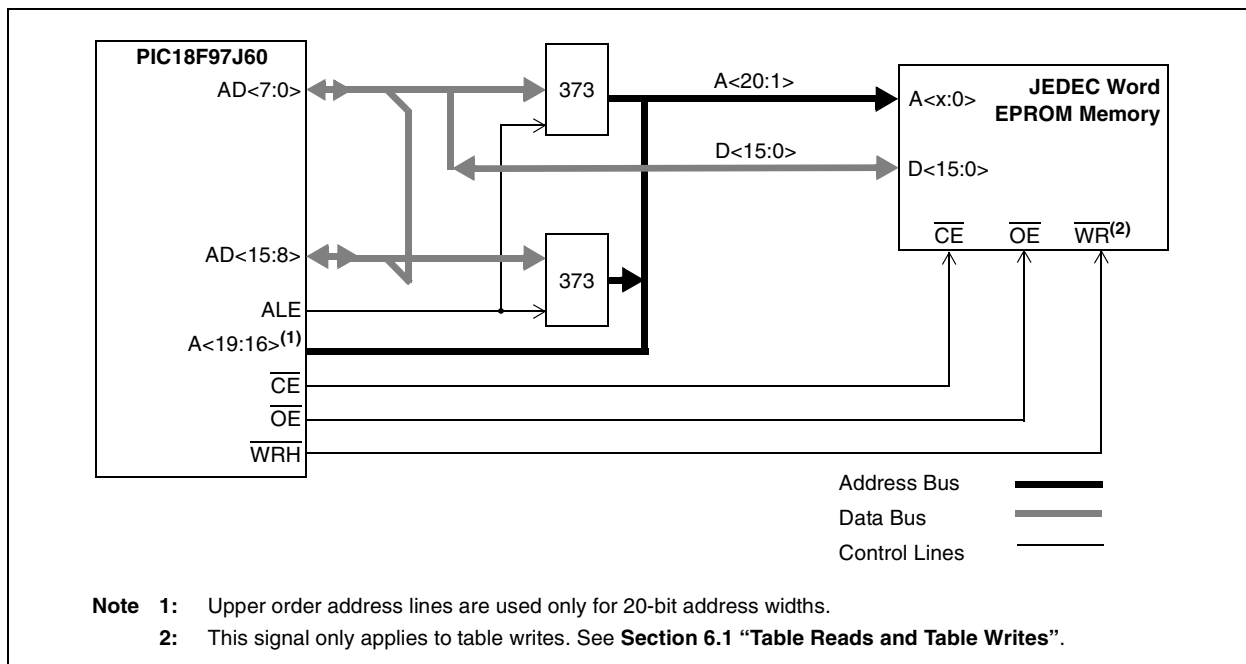 PIC18F97J60
AD<7:0>
373
A<20:1>
A<x:0>
JEDEC Word
EPROM Memory
D<15:0>
D<15:0>
CE
OE
WR(2)
AD<15:8>
373
ALE
A<19:16>(1)
CE
OE
WRH
Address Bus
Data Bus
Control Lines
Note 1: Upper order address lines are used only for 20-bit address widths.
2: This signal only applies to table writes. See Section 6.1 “Table Reads and Table Writes”.